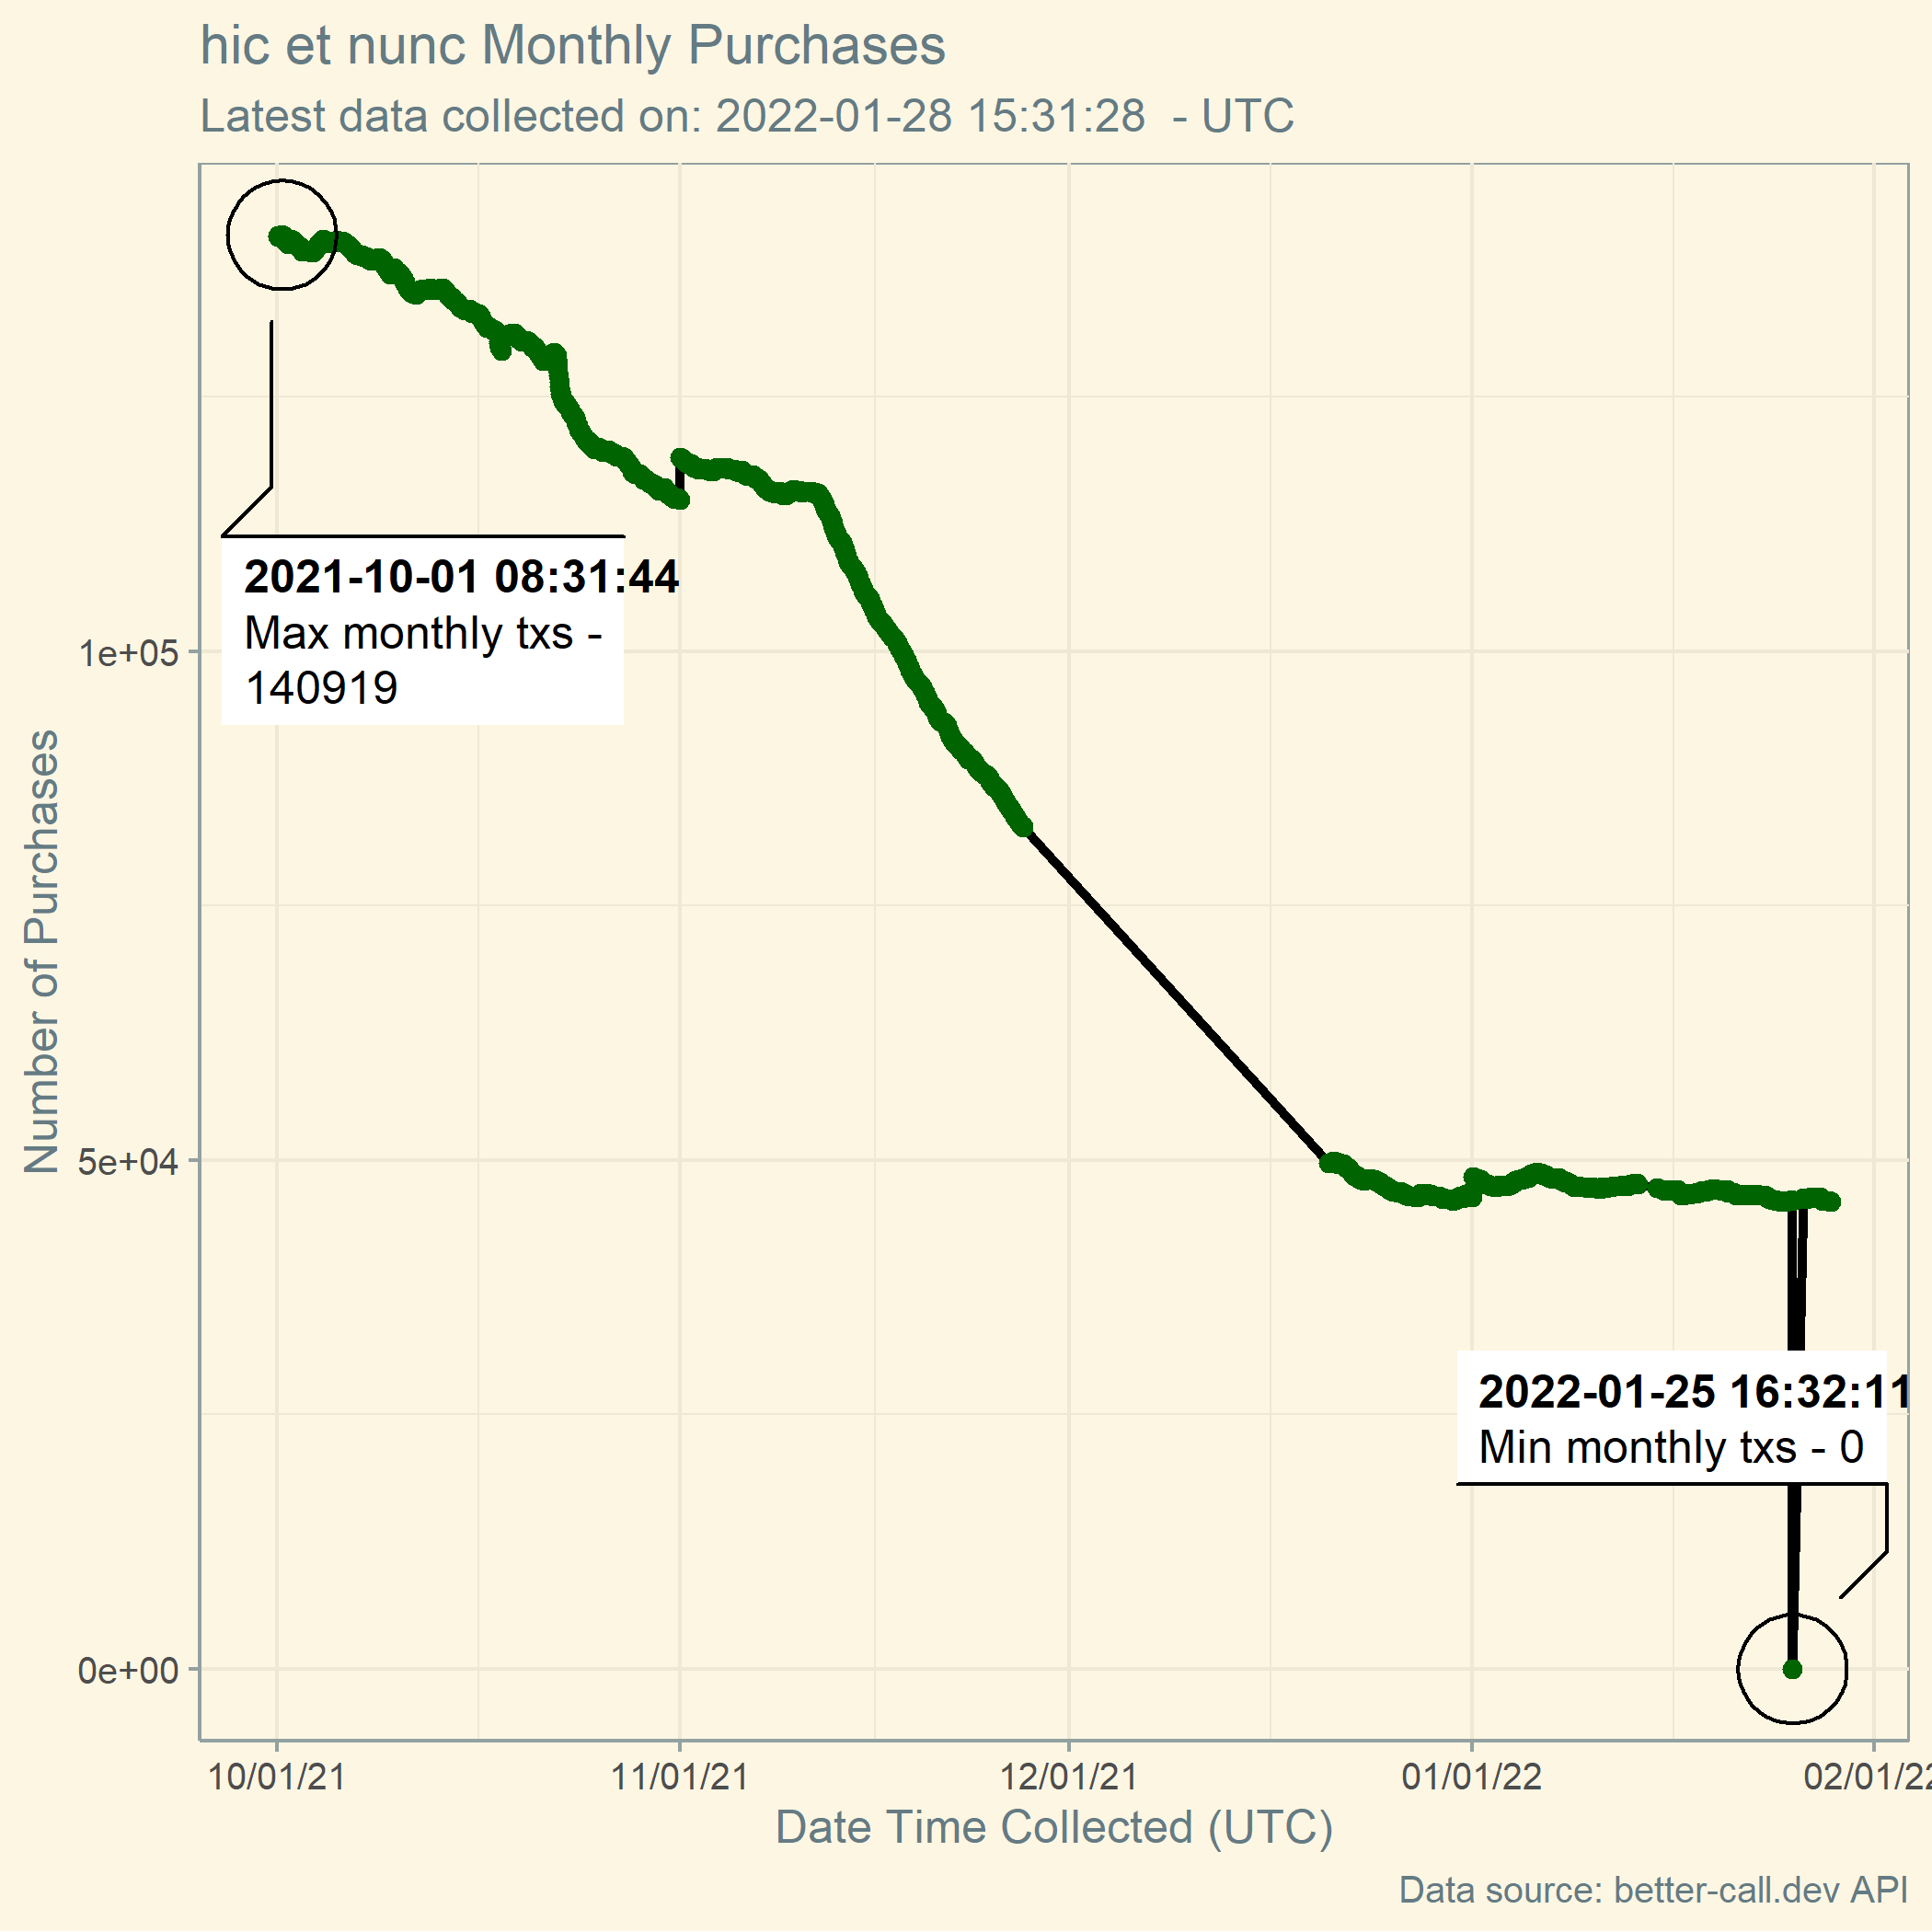 hic et nunc Monthly Purchases
Latest data collected on: 2022-01-28 15:31:28  - UTC
2021-10-01 08:31:44
Max monthly txs -
140919
1e+05
Number of Purchases
5e+04
2022-01-25 16:32:11
Min monthly txs - 0
0e+00
10/01/21
11/01/21
12/01/21
01/01/22
02/01/22
Date Time Collected (UTC)
Data source: better-call.dev API